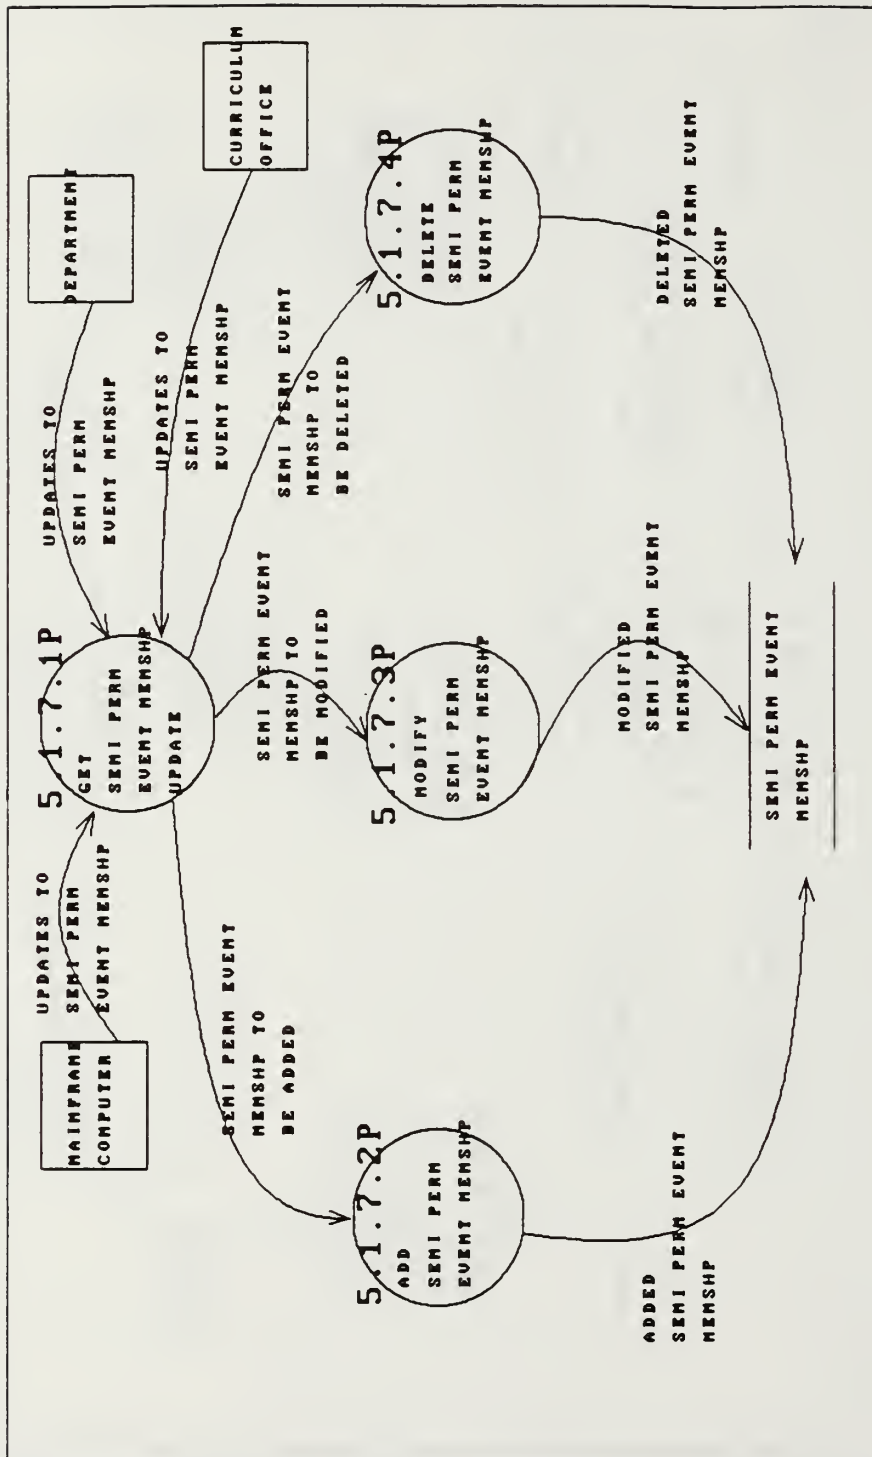 MAINFRAME
COMPUTER
UPDATES TO
SEMI PERM
EVENT MEMSHP
5.1.7.1P
GET
SEMI PERM
EVENT MEMSHP
UPDATE
UPDATES TO
SEMI PERM
EVENT MEMSHP
DEPARTMENT
UPDATES TO
SEMI PERM
EVENT MEMSHP
CURRICULUM
OFFICE
SEMI PERM EVENT
MEMSHP TO
BE ADDED
SEMI PERM EVENT
MEMSHP TO
BE MODIFIED
SEMI PERM EVENT
MEMSHP TO
BE DELETED
5.1.7.2P
ADD
SEMI PERM
EVENT MEMSHP
5.1.7.3P
MODIFY
SEMI PERM
EVENT MEMSHP
5.1.7.4P
DELETE
SEMI PERM
EVENT MEMSHP
ADDED
SEMI PERM EVENT
MEMSHP
MODIFIED
SEMI PERM EVENT
MEMSHP
DELETED
SEMI PERM EVENT
MEMSHP
SEMI PERM EVENT
MEMSHP